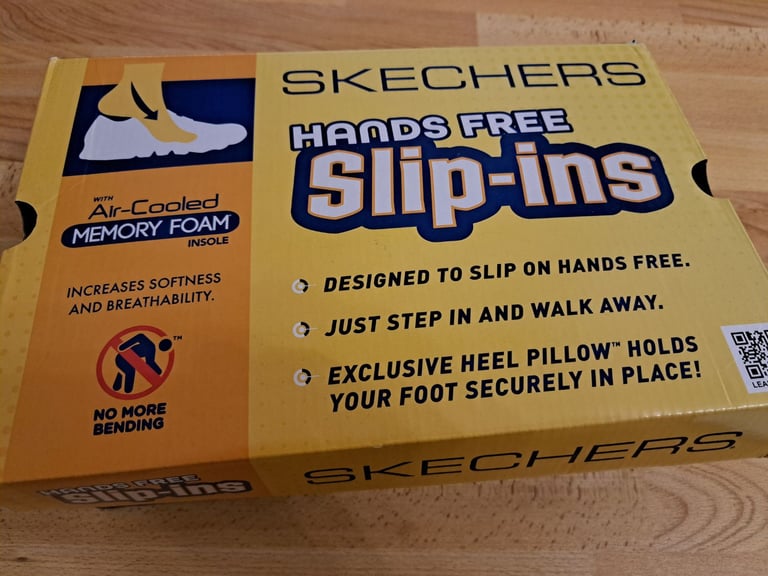 SKECHERS
HANDS FREE
Slip-ins®
WITH
Air-Cooled
MEMORY FOAM™
INSOLE
INCREASES SOFTNESS
AND BREATHABILITY.
™
NO MORE
BENDING
DESIGNED TO SLIP ON HANDS FREE.
JUST STEP IN AND WALK AWAY.
EXCLUSIVE HEEL PILLOW™ HOLDS
YOUR FOOT SECURELY IN PLACE!
HANDS FREE
Slip-ins
SKECHERS